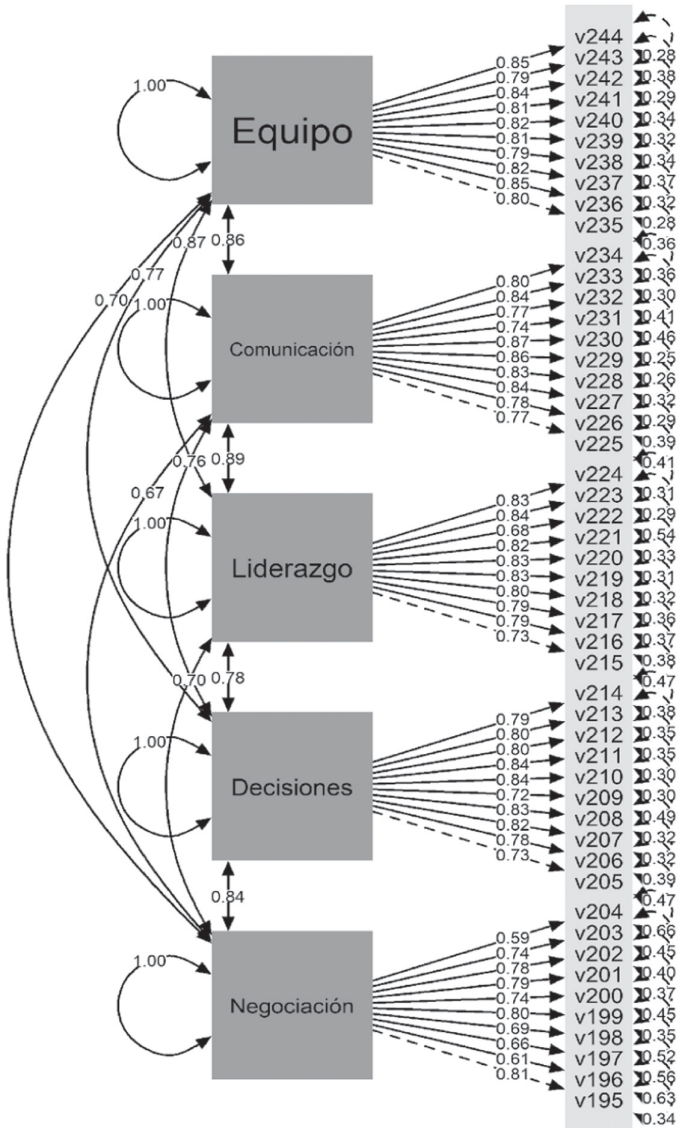 v244
0.28
0.85
v243
0.38
0.79
v242
0.29
1.00
0.84
v241
0.34
0.81
v240
0.32
Equipo
0.82
v239
0.34
0.81
v238
0.37
0.79
v237
0.32
0.82
v236
0.28
0.85
v235
0.36
0.80
0.87
0.86
v234
0.36
0.77
0.80
v233
0.30
0.70
0.84
v232
0.41
1.00
0.77
v231
0.46
0.74
v230
0.25
Comunicación
0.87
v229
0.26
0.86
v228
0.32
0.83
v227
0.29
0.84
v226
0.39
0.78
v225
0.41
0.77
0.76
0.89
v224
0.31
0.67
0.83
v223
0.29
0.84
v222
0.54
1.00
0.68
v221
0.33
0.82
v220
0.31
Liderazgo
0.83
v219
0.32
0.83
v218
0.36
0.80
v217
0.37
0.79
v216
0.38
0.79
v215
0.47
0.73
0.70
0.78
v214
0.38
0.79
v213
0.35
0.80
v212
0.35
1.00
0.80
v211
0.30
0.84
v210
0.30
Decisiones
0.84
v209
0.49
0.72
v208
0.32
0.83
v207
0.32
0.82
v206
0.39
0.78
v205
0.47
0.73
0.84
v204
0.66
0.59
v203
0.45
0.74
v202
0.40
1.00
0.78
v201
0.37
0.79
v200
0.45
Negociación
0.74
v199
0.35
0.80
v198
0.52
0.69
v197
0.56
0.66
v196
0.63
0.61
v195
0.34
0.81